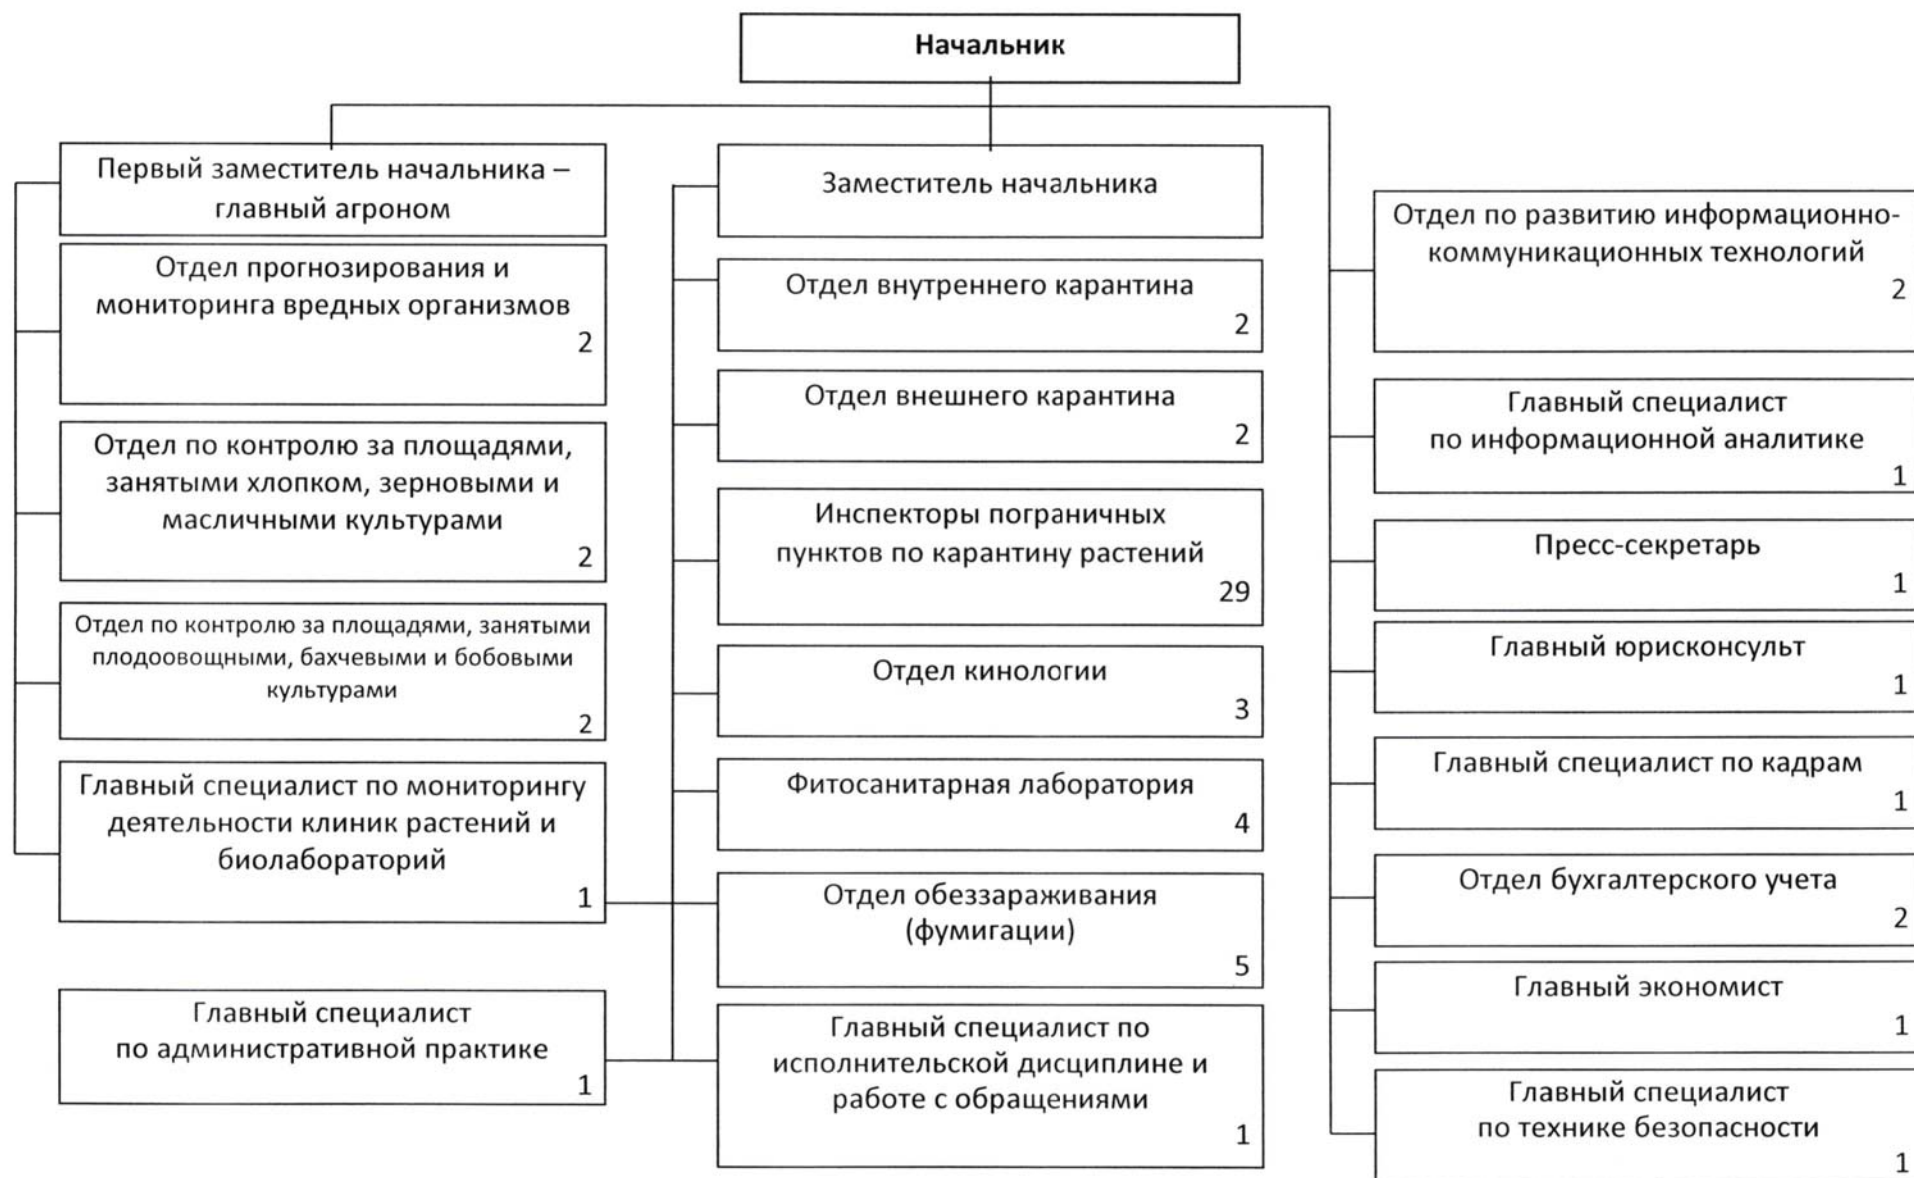 Начальник
Первый заместитель начальника –
главный агроном
Отдел прогнозирования и
мониторинга вредных организмов
2
Отдел по контролю за площадями,
занятыми хлопком, зерновыми и
масличными культурами
2
Отдел по контролю за площадями, занятыми
плодоовощными, бахчевыми и бобовыми
культурами
2
Главный специалист по мониторингу
деятельности клиник растений и
биолабораторий
1
Главный специалист
по административной практике
1
Заместитель начальника
Отдел внутреннего карантина
2
Отдел внешнего карантина
2
Инспекторы пограничных
пунктов по карантину растений
29
Отдел кинологии
3
Фитосанитарная лаборатория
4
Отдел обеззараживания
(фумигации)
5
Главный специалист по
исполнительской дисциплине и
работе с обращениями
1
Отдел по развитию информационно-
коммуникационных технологий
2
Главный специалист
по информационной аналитике
1
Пресс-секретарь
1
Главный юрисконсульт
1
Главный специалист по кадрам
1
Отдел бухгалтерского учета
2
Главный экономист
1
Главный специалист
по технике безопасности
1